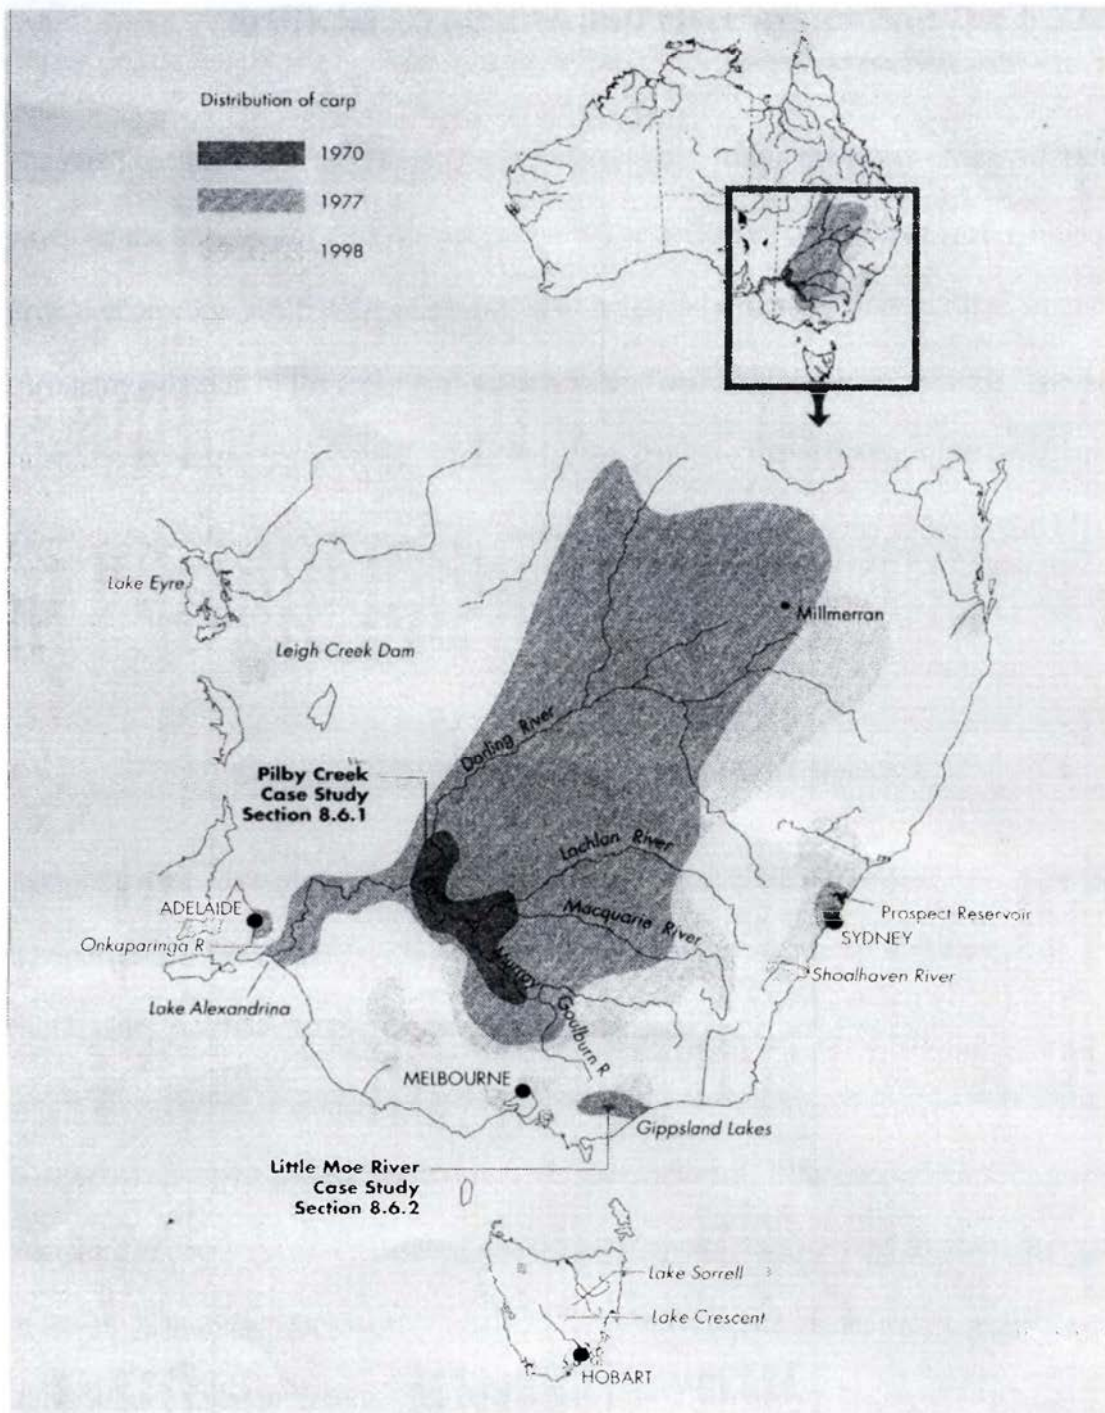 Distribution of carp
1970
1977
1998
Lake Eyre
Leigh Creek Dam
Millmerran
Darling River
Pilby Creek
Case Study
Section 8.6.1
Lachlan River
Macquarie River
ADELAIDE
Onkaparinga R
Prospect Reservoir
SYDNEY
Shoalhaven River
Lake Alexandrina
Murray
Goulburn R
MELBOURNE
Gippsland Lakes
Little Moe River
Case Study
Section 8.6.2
Lake Sorrell
Lake Crescent
HOBART